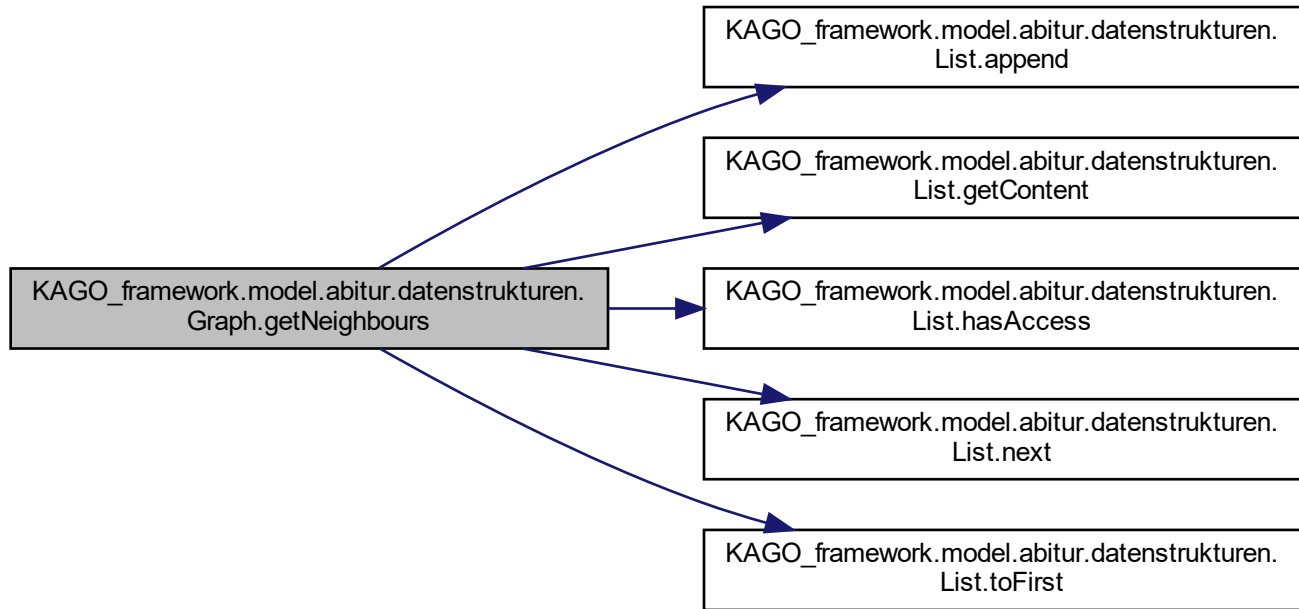 KAGO_framework.model.abitur.datenstrukturen.
List.append
KAGO_framework.model.abitur.datenstrukturen.
List.getContent
KAGO_framework.model.abitur.datenstrukturen.
Graph.getNeighbours
KAGO_framework.model.abitur.datenstrukturen.
List.hasAccess
KAGO_framework.model.abitur.datenstrukturen.
List.next
KAGO_framework.model.abitur.datenstrukturen.
List.toFirst